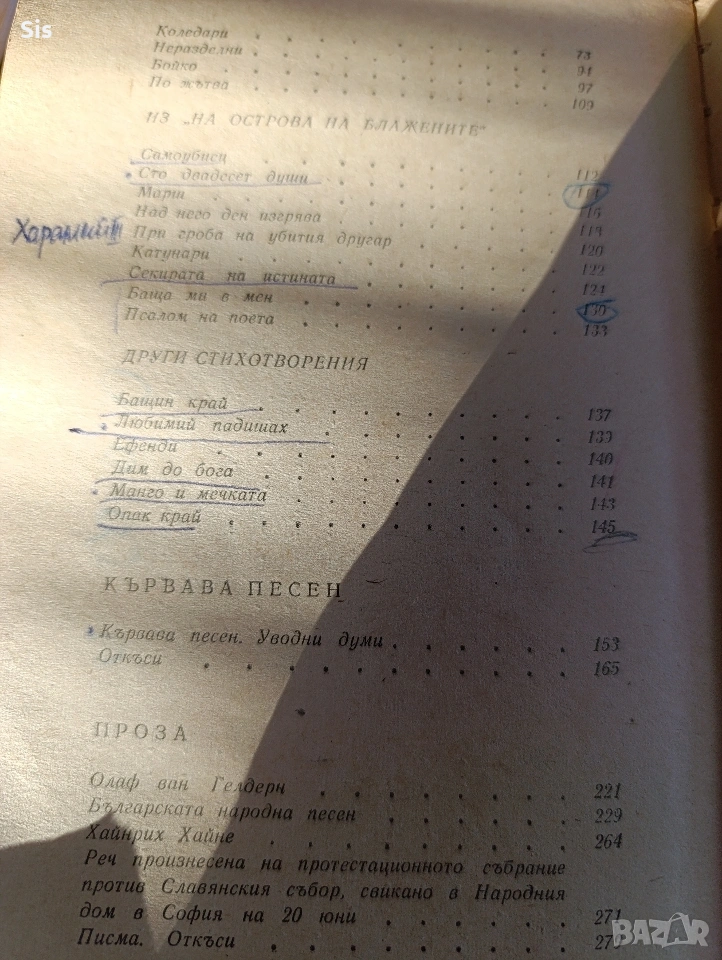 Sis
Коледари
Неразделни . . . . . . . 73
Бойко . . . . . . . 94
По жътва . . . . . . . 97
109
ИЗ „НА ОСТРОВА НА БЛАЖЕНИТЕ“
Самоубиец . . . . . . . 112
Сто двадесет души . . . . . . . 114
Марш . . . . . . . 116
Над него ден изгрява . . . . . . . 118
Харамии При гроба на убития другар . . . . . . . 120
Катунари . . . . . . . 122
Секирата на истината . . . . . . . 124
Баща ми в мен . . . . . . . 130
Псалом на поета . . . . . . . 133
ДРУГИ СТИХОТВОРЕНИЯ
Бащин край . . . . . . . 137
Любимий падишах . . . . . . . 139
Ефенди . . . . . . . 140
Дим до бога . . . . . . . 141
Манго и мечката . . . . . . . 143
Опак край . . . . . . . 145
КЪРВАВА ПЕСЕН
Кървава песен. Уводни думи . . . . . . . 153
Откъси . . . . . . . 165
ПРОЗА
Олаф ван Гелдерн . . . . . . . 221
Българската народна песен . . . . . . . 229
Хайнрих Хайне . . . . . . . 264
Реч произнесена на протестационното събрание
против Славянския събор, свикано в Народния
дом в София на 20 юни . . . . . . . 271
Писма. Откъси . . . . . . .
BAZAR